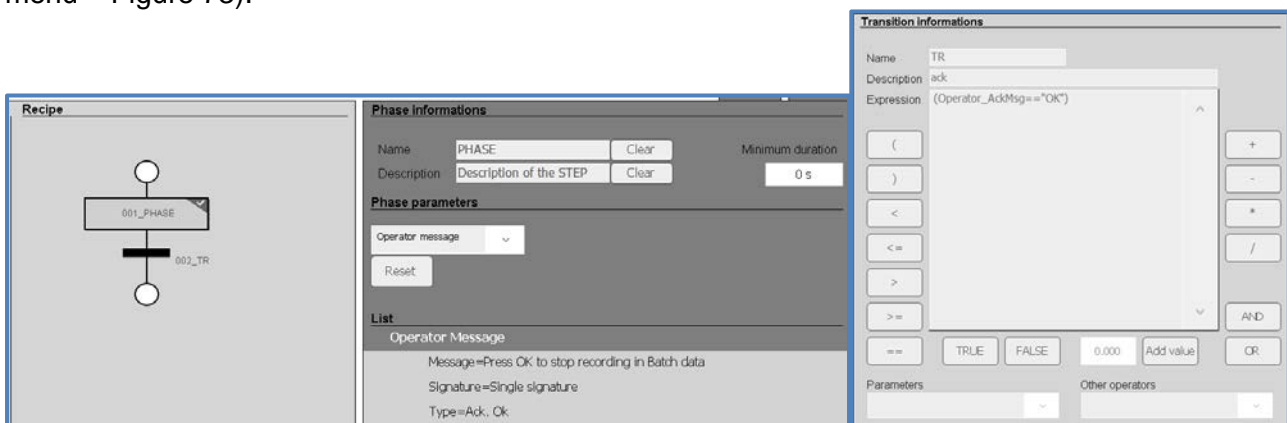 menu – Figure 78).
Recipe
001_PHASE
002_TR
Phase informations
Name PHASE Clear Minimum duration
Description Description of the STEP Clear 0 s
Phase parameters
Operator message
Reset
List
Operator Message
Message=Press OK to stop recording in Batch data
Signature=Single signature
Type=Ack. Ok
Transition informations
Name TR
Description ack
Expression (Operator_AckMsg=="OK")
( +
) -
< *
<= /
>
>= AND
== TRUE FALSE 0.000 Add value OR
Parameters Other operators